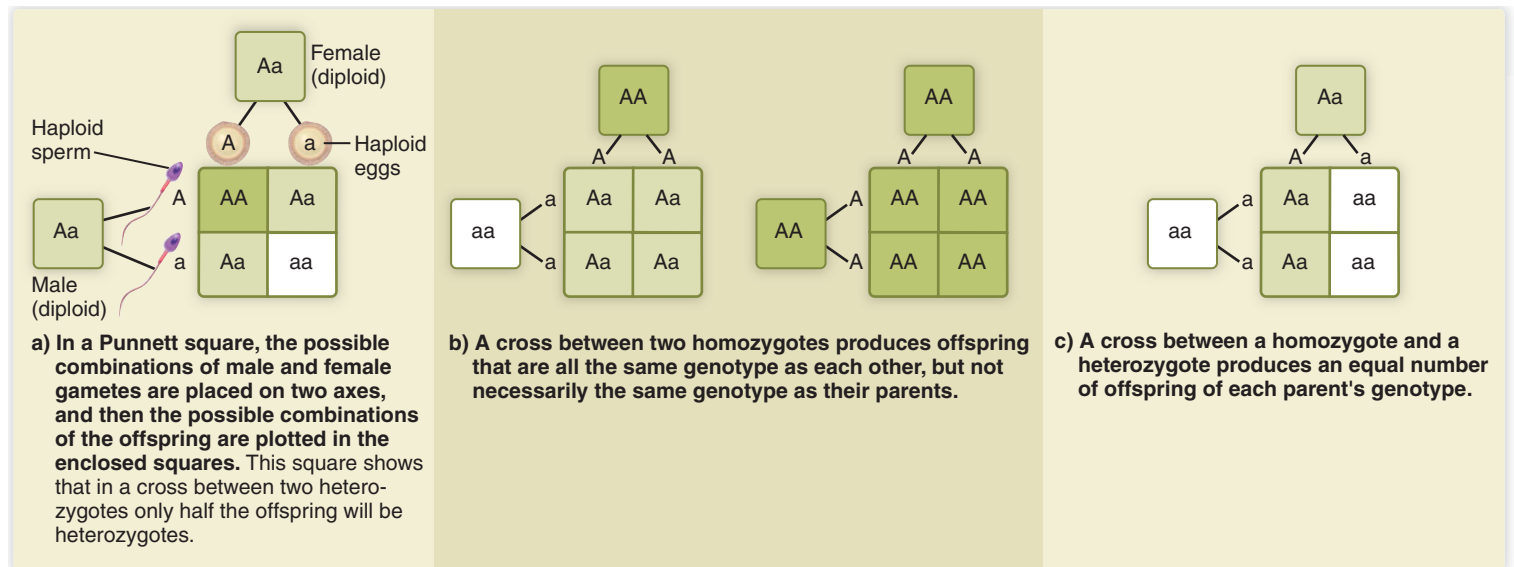 Aa
Female
(diploid)
Haploid
sperm
A
a
Haploid
eggs
Aa
Male
(diploid)
A
a
AA
Aa
Aa
aa
a) In a Punnett square, the possible
combinations of male and female
gametes are placed on two axes,
and then the possible combinations
of the offspring are plotted in the
enclosed squares. This square shows
that in a cross between two hetero-
zygotes only half the offspring will be
heterozygotes.
AA
A
A
aa
a
a
Aa
Aa
Aa
Aa
AA
A
A
AA
A
A
AA
AA
AA
AA
b) A cross between two homozygotes produces offspring
that are all the same genotype as each other, but not
necessarily the same genotype as their parents.
Aa
A
a
aa
a
a
Aa
aa
Aa
aa
c) A cross between a homozygote and a
heterozygote produces an equal number
of offspring of each parent's genotype.